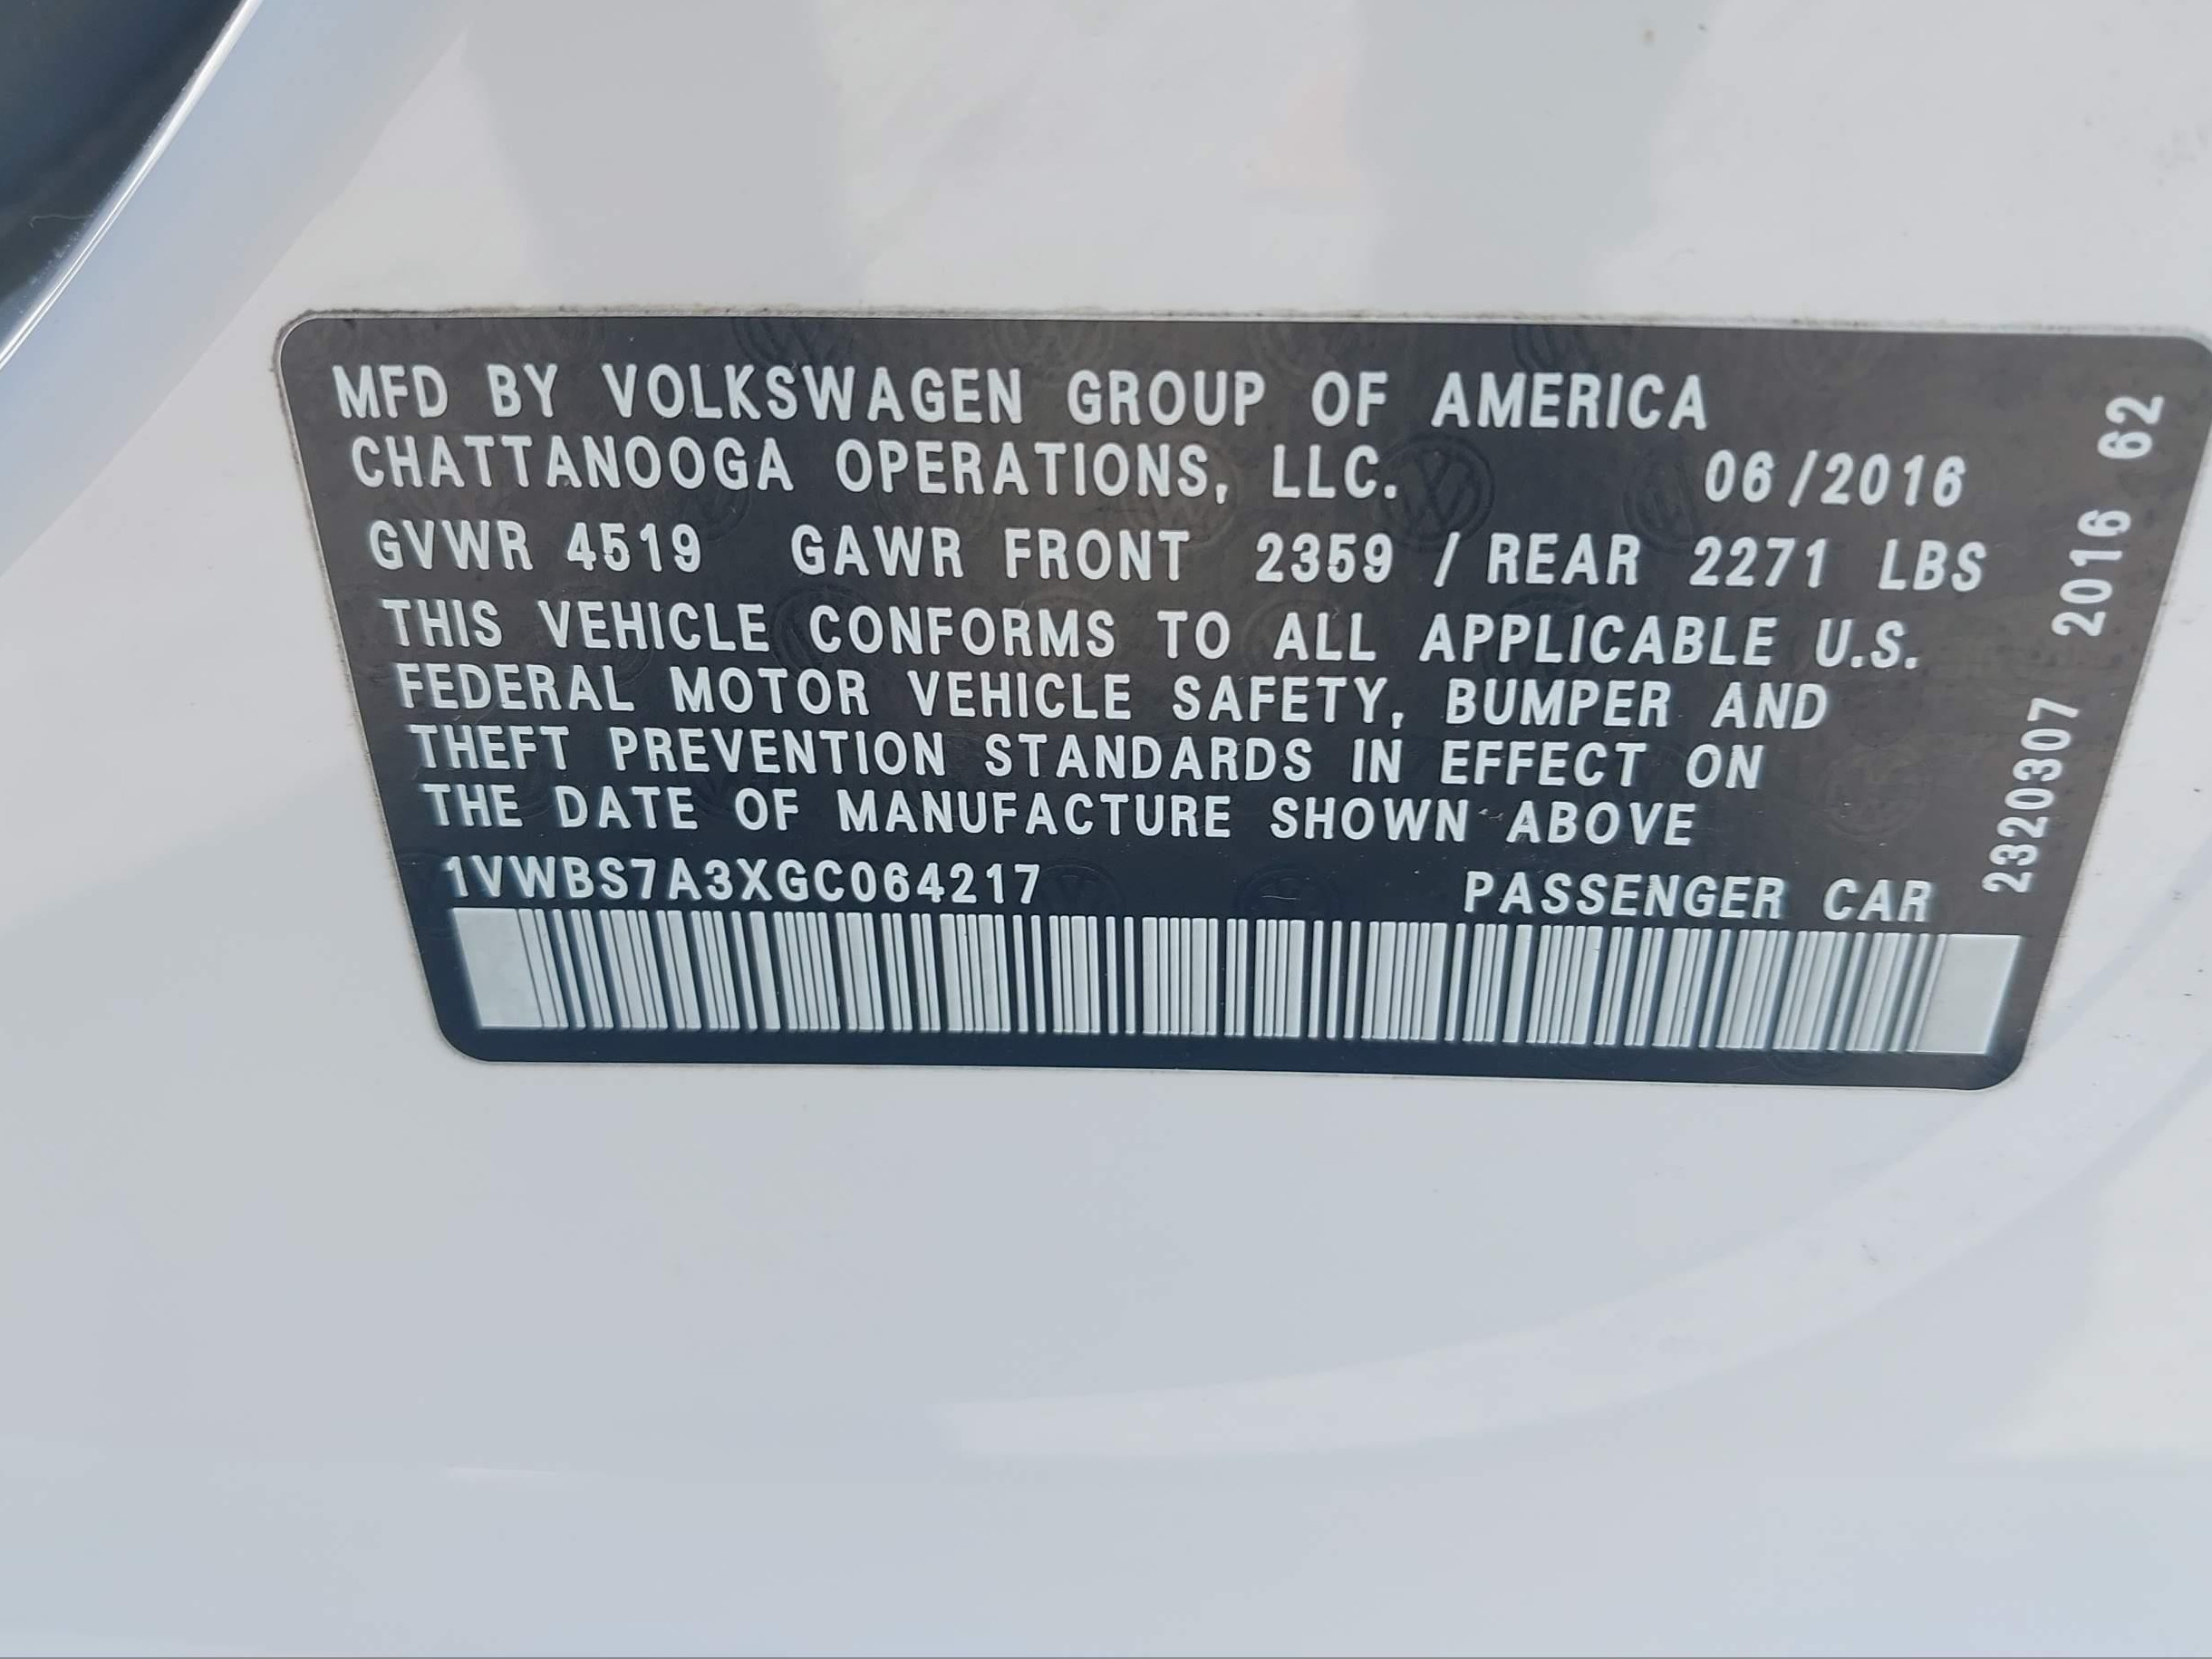 MFD BY VOLKSWAGEN GROUP OF AMERICA
CHATTANOOGA OPERATIONS, LLC. 06/2016
GVWR 4519 GAWR FRONT 2359 / REAR 2271 LBS
THIS VEHICLE CONFORMS TO ALL APPLICABLE U.S.
FEDERAL MOTOR VEHICLE SAFETY, BUMPER AND
THEFT PREVENTION STANDARDS IN EFFECT ON
THE DATE OF MANUFACTURE SHOWN ABOVE
1VWBS7A3XGC064217 PASSENGER CAR
2320307 2016 62